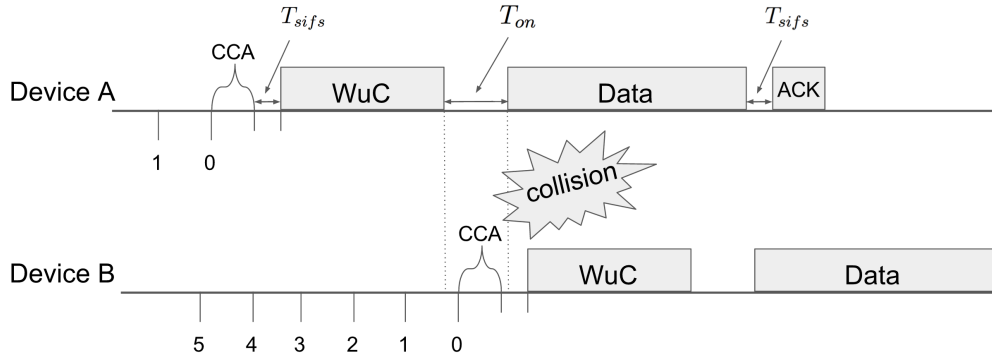 T_sifs T_on T_sifs
CCA
Device A WuC Data ACK
1 0
collision
CCA
Device B WuC Data
5 4 3 2 1 0